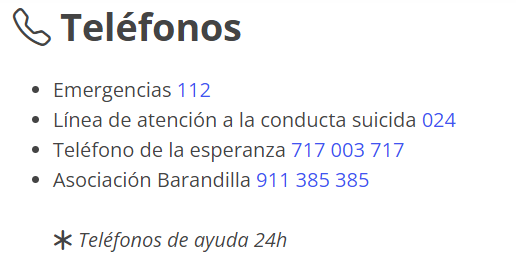 Teléfonos
Emergencias 112
Línea de atención a la conducta suicida 024
Teléfono de la esperanza 717 003 717
Asociación Barandilla 911 385 385
Teléfonos de ayuda 24h